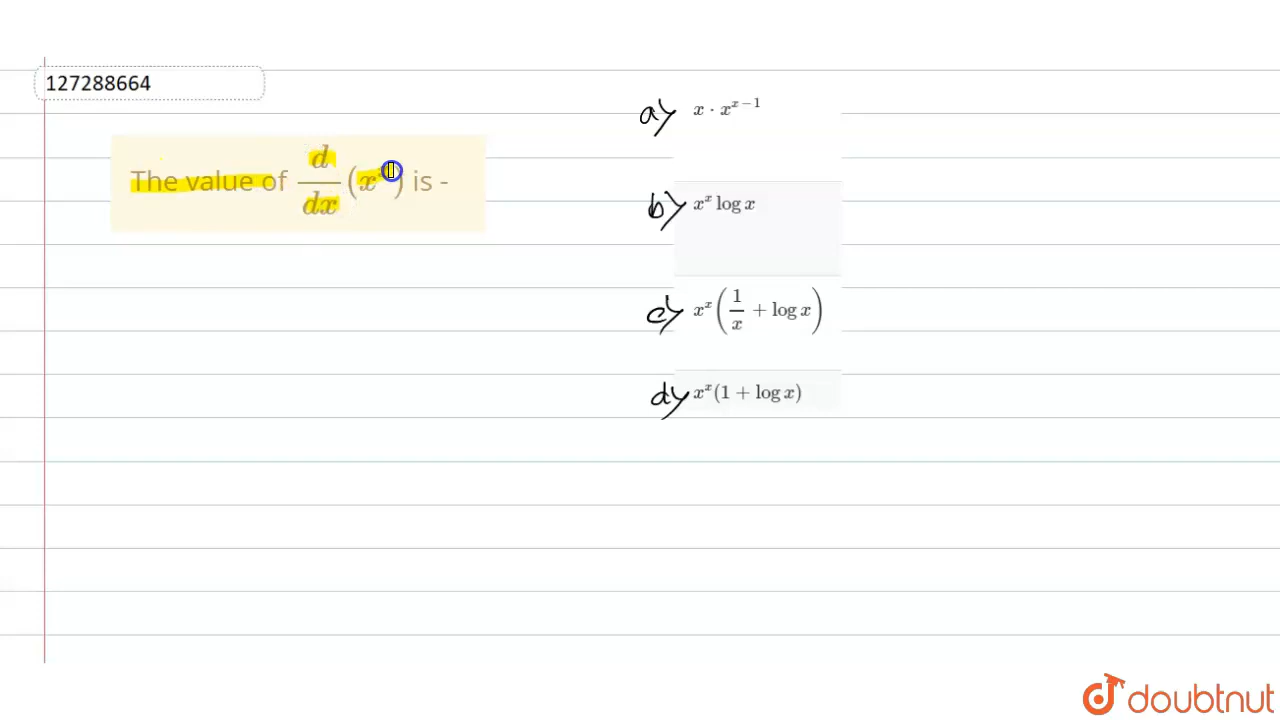 127288664
The value of d/dx (x^x) is -
a) x · x^{x-1}
b) x^x log x
c) x^x (1/x + log x)
d) x^x (1 + log x)
doubtnut